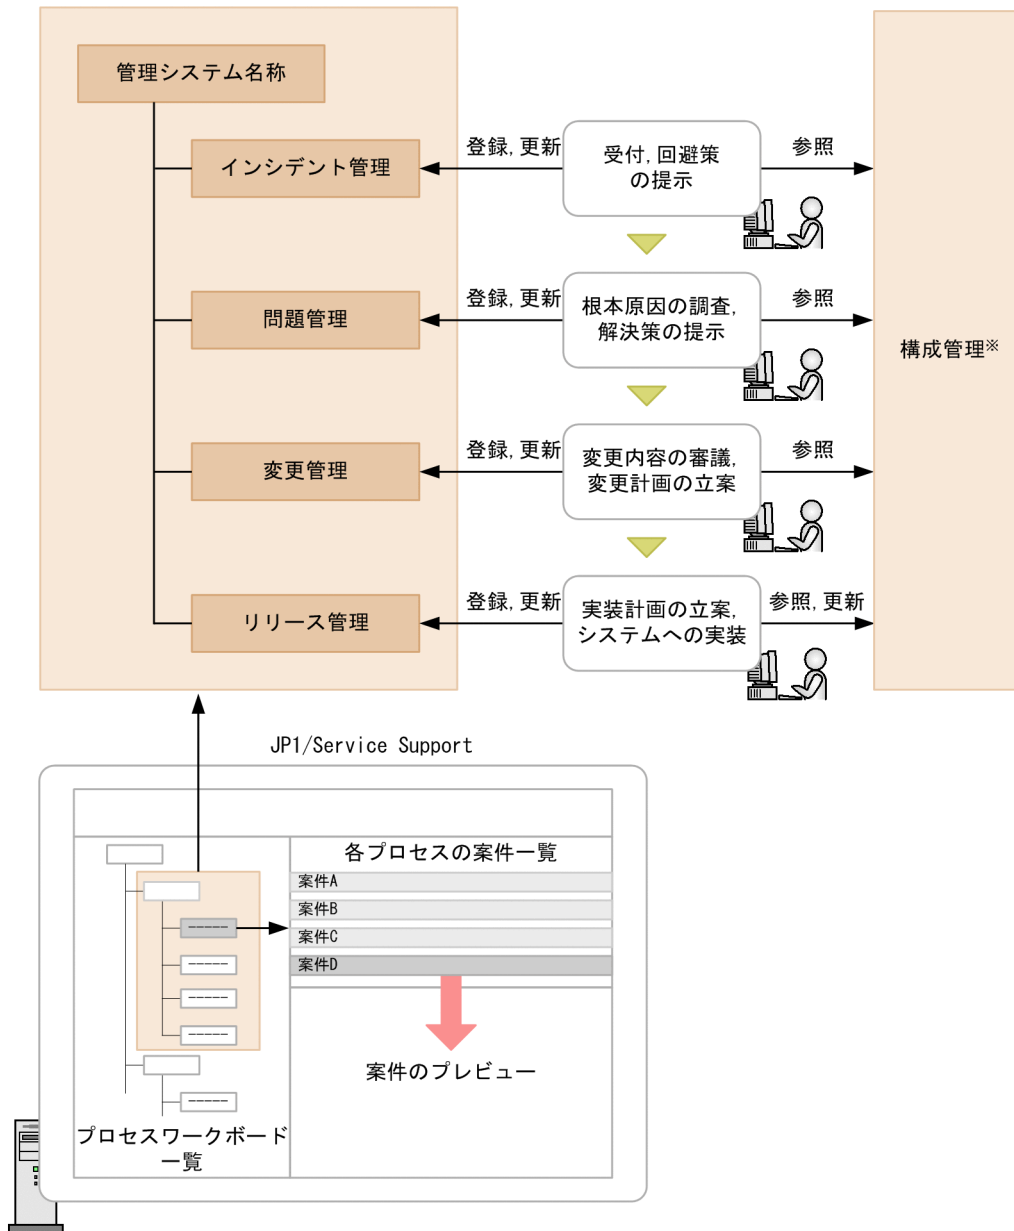 管理システム名称
インシデント管理
登録, 更新
受付, 回避策
の提示
参照
問題管理
登録, 更新
根本原因の調査,
解決策の提示
参照
構成管理※
変更管理
登録, 更新
変更内容の審議,
変更計画の立案
参照
リリース管理
登録, 更新
実装計画の立案,
システムへの実装
参照, 更新
JP1/Service Support
各プロセスの案件一覧
案件A
案件B
案件C
案件D
案件のプレビュー
プロセスワークボード
一覧